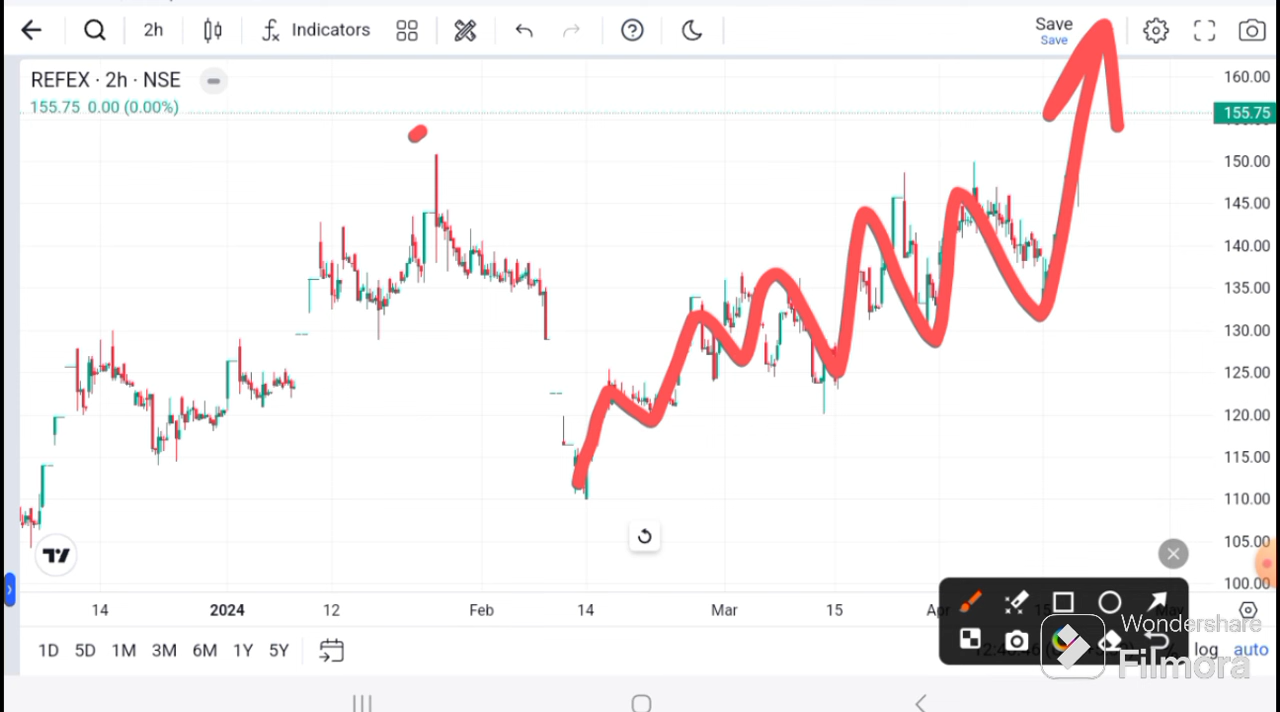 2h
Indicators
Save
Save
REFEX · 2h · NSE
155.75 0.00 (0.00%)
160.00
155.75
150.00
145.00
140.00
135.00
130.00
125.00
120.00
115.00
110.00
105.00
100.00
14 2024 12 Feb 14 Mar 15
1D 5D 1M 3M 6M 1Y 5Y
log auto
Wondershare
Filmora